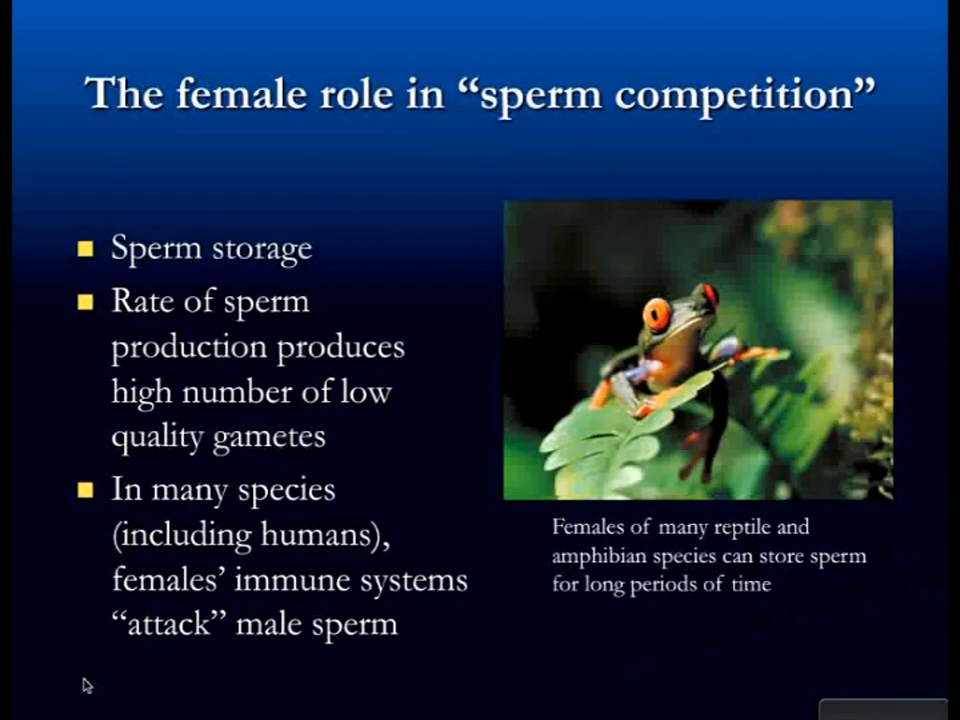 The female role in “sperm competition”
Sperm storage
Rate of sperm
production produces
high number of low
quality gametes
In many species
(including humans),
females’ immune systems
“attack” male sperm
Females of many reptile and
amphibian species can store sperm
for long periods of time